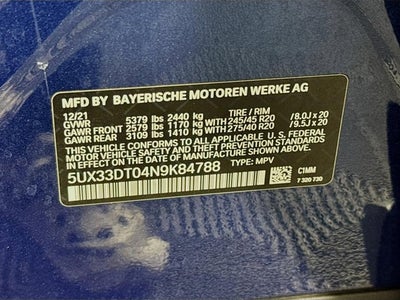 MFD BY BAYERISCHE MOTOREN WERKE AG
12/21 TIRE / RIM
GVWR 5379 lbs 2440 kg
GAWR FRONT 2579 lbs 1170 kg with 245/45 R20 / 8.0J x 20
GAWR REAR 3109 lbs 1410 kg with 275/40 R20 / 9.5J x 20
THIS VEHICLE CONFORMS TO ALL APPLICABLE U.S. FEDERAL
MOTOR VEHICLE SAFETY AND THEFT PREVENTION STANDARDS
IN EFFECT ON THE DATE OF MANUFACTURE SHOWN ABOVE.
5UX33DT04N9K84788 TYPE: MPV
C1MM
7 320 730